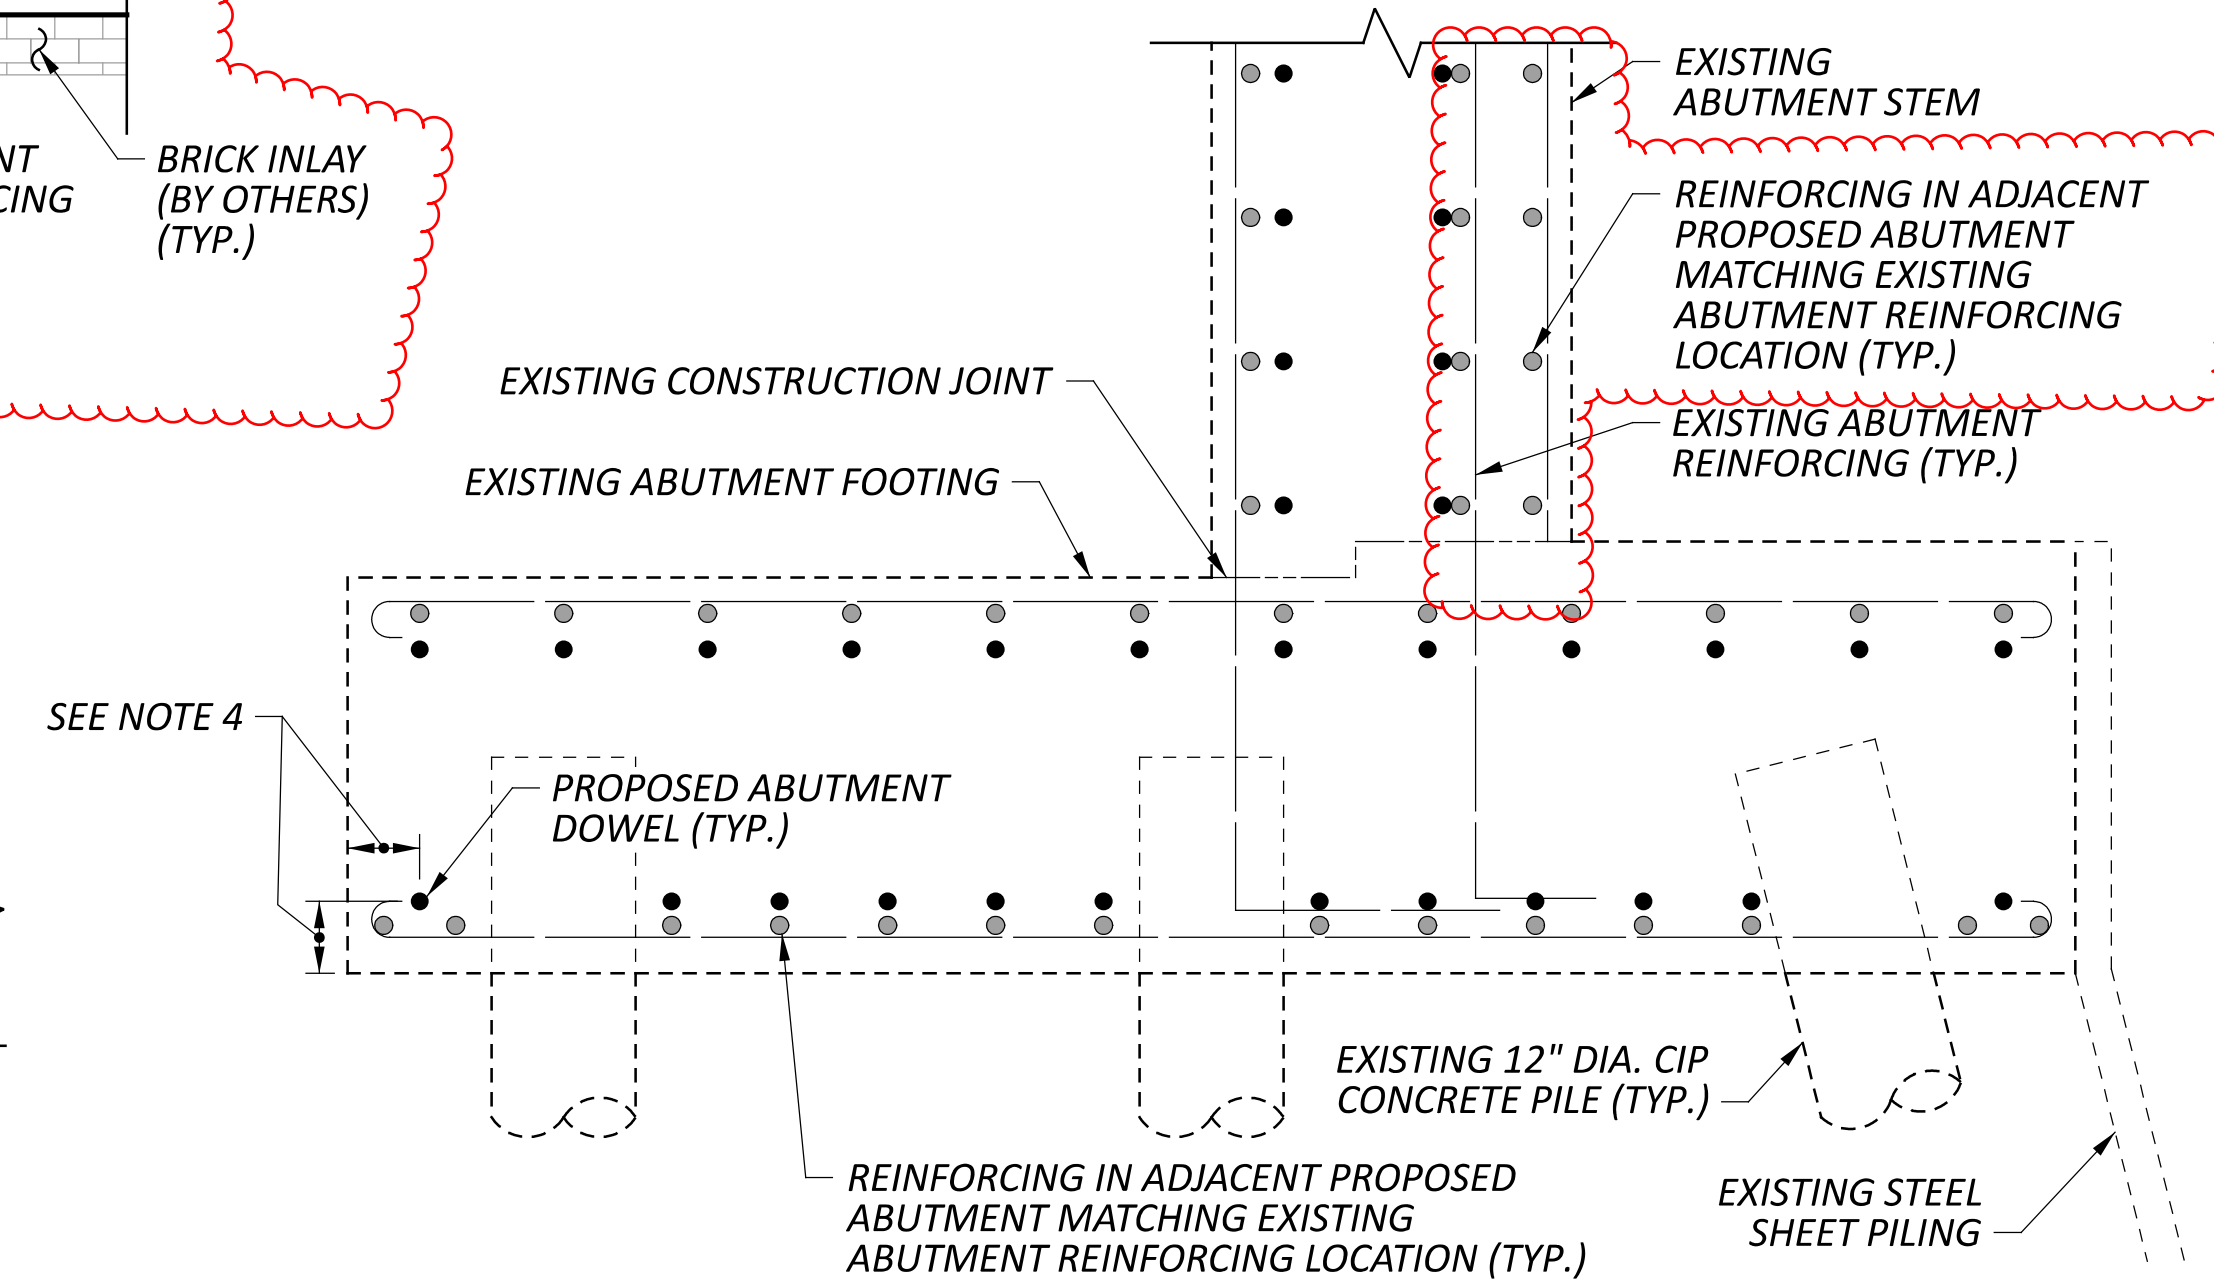 NT
CING
BRICK INLAY
(BY OTHERS)
(TYP.)
EXISTING
ABUTMENT STEM
REINFORCING IN ADJACENT
PROPOSED ABUTMENT
MATCHING EXISTING
ABUTMENT REINFORCING
LOCATION (TYP.)
EXISTING CONSTRUCTION JOINT
EXISTING ABUTMENT
REINFORCING (TYP.)
EXISTING ABUTMENT FOOTING
SEE NOTE 4
PROPOSED ABUTMENT
DOWEL (TYP.)
EXISTING 12" DIA. CIP
CONCRETE PILE (TYP.)
REINFORCING IN ADJACENT PROPOSED
ABUTMENT MATCHING EXISTING
ABUTMENT REINFORCING LOCATION (TYP.)
EXISTING STEEL
SHEET PILING